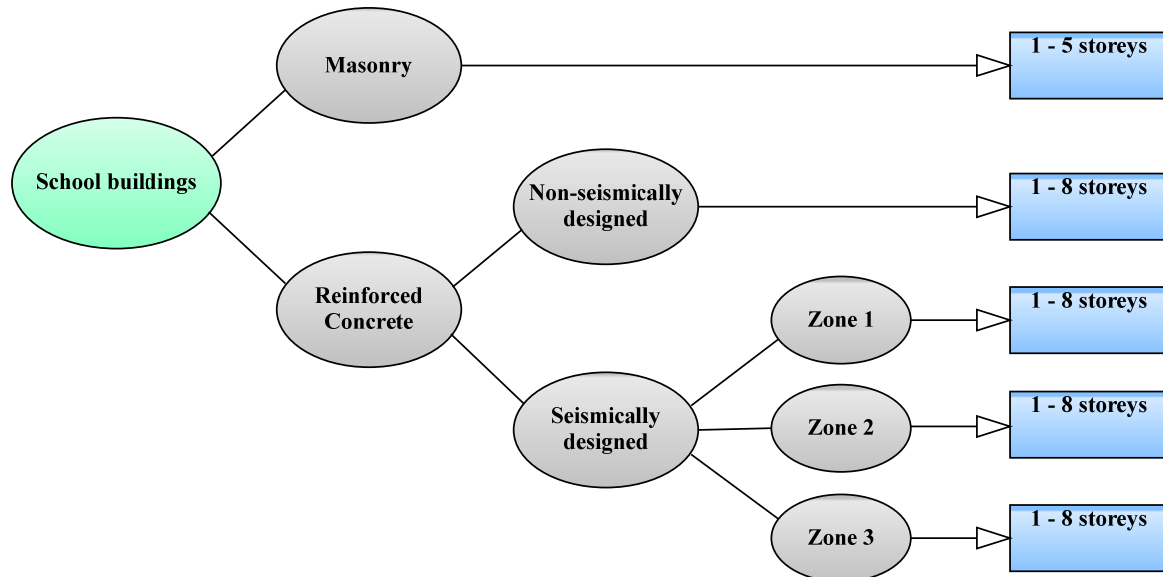 School buildings
Masonry
1 - 5 storeys
Reinforced
Concrete
Non-seismically
designed
1 - 8 storeys
Seismically
designed
Zone 1
1 - 8 storeys
Zone 2
1 - 8 storeys
Zone 3
1 - 8 storeys